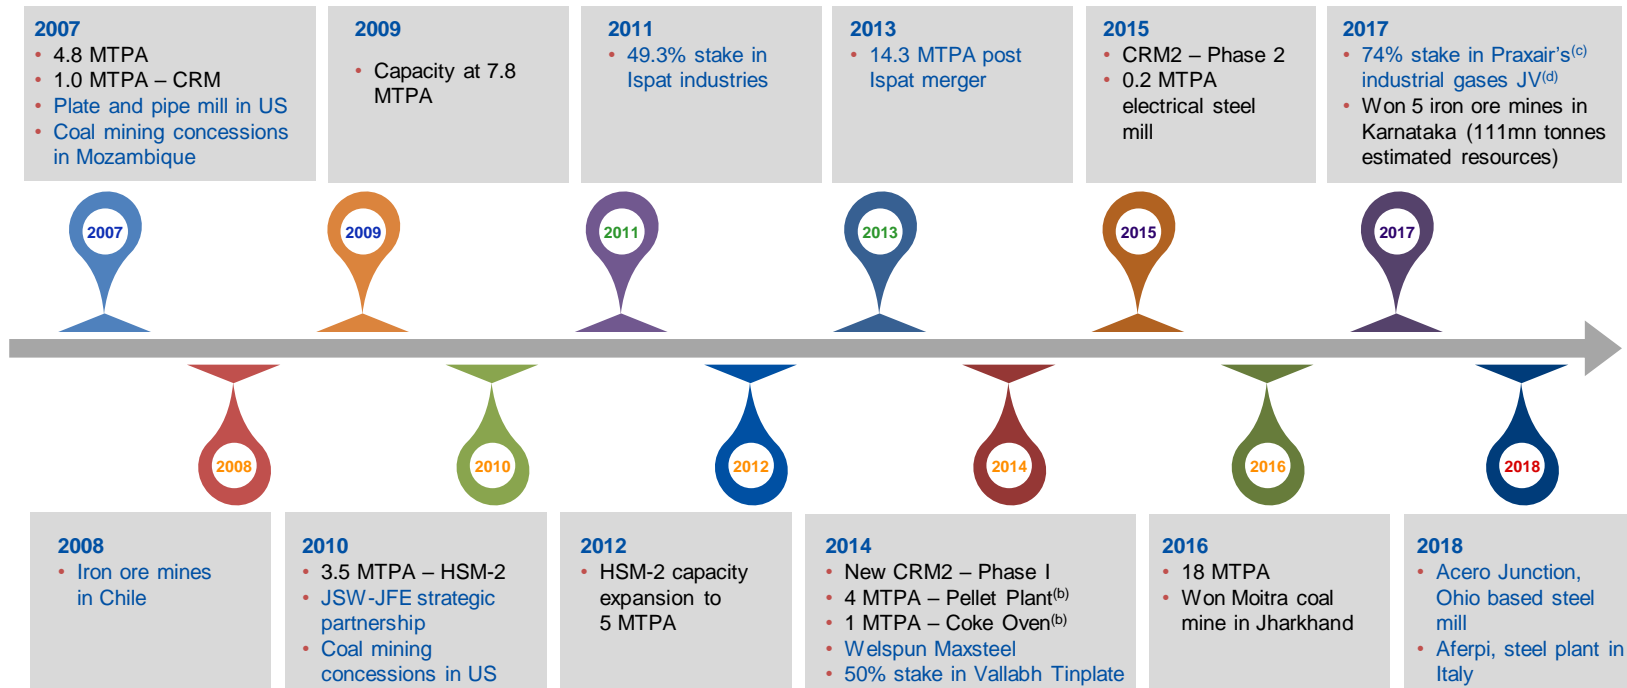 2007
• 4.8 MTPA
• 1.0 MTPA – CRM
• Plate and pipe mill in US
• Coal mining concessions
in Mozambique
2009
• Capacity at 7.8
MTPA
2011
• 49.3% stake in
Ispat industries
2013
• 14.3 MTPA post
Ispat merger
2015
• CRM2 – Phase 2
• 0.2 MTPA
electrical steel
mill
2017
• 74% stake in Praxair's(c)
industrial gases JV(d)
• Won 5 iron ore mines in
Karnataka (111mn tonnes
estimated resources)
2007
2009
2011
2013
2015
2017
2008
2010
2012
2014
2016
2018
2008
• Iron ore mines
in Chile
2010
• 3.5 MTPA – HSM-2
• JSW-JFE strategic
partnership
• Coal mining
concessions in US
2012
• HSM-2 capacity
expansion to
5 MTPA
2014
• New CRM2 – Phase I
• 4 MTPA – Pellet Plant(b)
• 1 MTPA – Coke Oven(b)
• Welspun Maxsteel
• 50% stake in Vallabh Tinplate
2016
• 18 MTPA
• Won Moitra coal
mine in Jharkhand
2018
• Acero Junction,
Ohio based steel
mill
• Aferpi, steel plant in
Italy